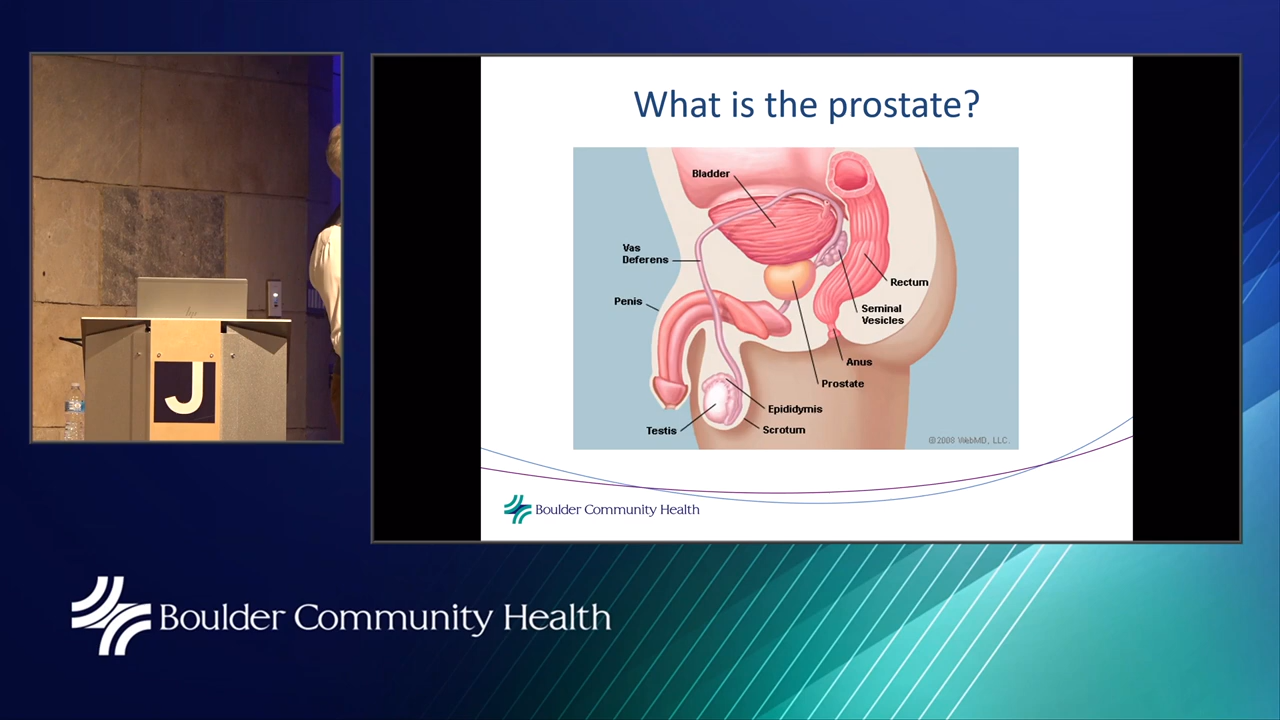 What is the prostate?
Bladder
Vas
Deferens
Penis
Rectum
Seminal
Vesicles
Anus
Prostate
Epididymis
Testis
Scrotum
©2008 WebMD, LLC.
Boulder Community Health
hp
J
Boulder Community Health